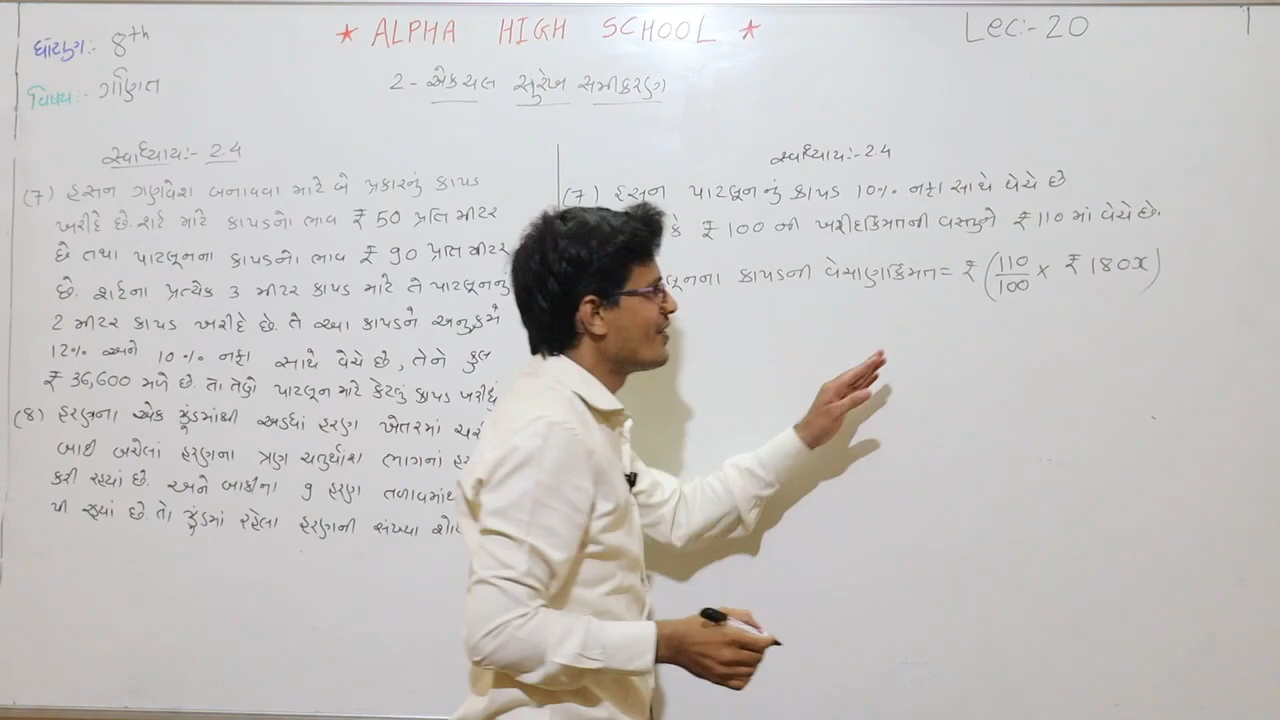 ધોરણ:- 8th
★ ALPHA HIGH SCHOOL ★
Lec:-20
વિષય:- ગણિત
2-એકચલ સુરેખ સમીકરણ
સ્વાધ્યાય:- 2.4
(7) હસન ગણવેશ બનાવવા માટે બે પ્રકારનું કાપડ
ખરીદે છે. શર્ટ માટે કાપડનો ભાવ ₹ 50 પ્રતિ મીટર
છે તથા પાટલૂનના કાપડનો ભાવ ₹ 90 પ્રતિ મીટર
છે. શર્ટના પ્રત્યેક 3 મીટર કાપડ માટે તે પાટલૂનનું
2 મીટર કાપડ ખરીદે છે. તે આ કાપડને અનુક્રમે
12% અને 10% નફા સાથે વેચે છે, તેને કુલ
₹ 36,600 મળે છે. તો તેણે પાટલૂન માટે કેટલું કાપડ ખરીદ્યું
(8) હરણના એક ઝુંડમાંથી અડધાં હરણ ખેતરમાં
બાકી બચેલાં હરણના ત્રણ ચતુર્થાંશ ભાગનાં
કરી રહ્યાં છે. અને બાકીના 9 હરણ
પી રહ્યાં છે. તો ઝુંડમાં રહેલા હરણની સંખ્યા
સ્વાધ્યાય:-2.4
(7) હસન પાટલૂનનું કાપડ 10% નફા સાથે વેચે છે
કે ₹ 100 ની ખરીદકિંમતની વસ્તુને ₹ 110 માં વેચે છે.
કાપડની વેચાણકિંમત = ₹ (110/100 × ₹ 180x)